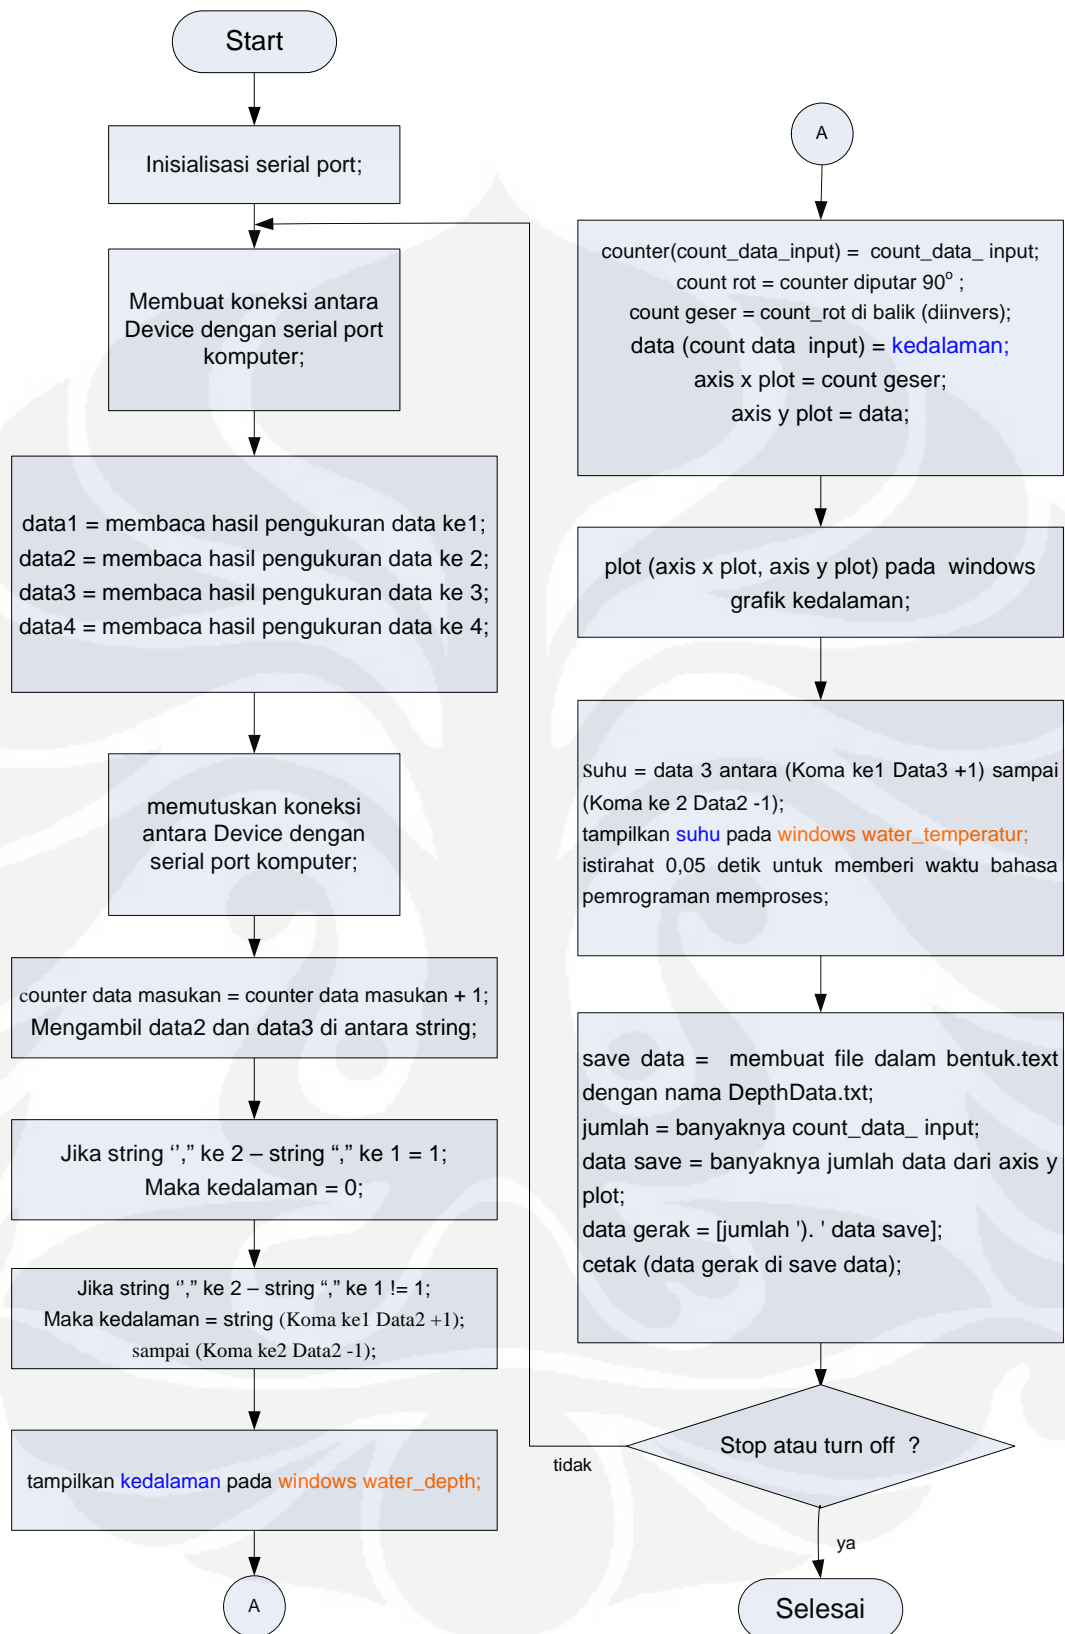 Start
Inisialisasi serial port;
Membuat koneksi antara
Device dengan serial port
komputer;
data1 = membaca hasil pengukuran data ke1;
data2 = membaca hasil pengukuran data ke 2;
data3 = membaca hasil pengukuran data ke 3;
data4 = membaca hasil pengukuran data ke 4;
memutuskan koneksi
antara Device dengan
serial port komputer;
counter data masukan = counter data masukan + 1;
Mengambil data2 dan data3 di antara string;
Jika string ‘’,” ke 2 – string “,” ke 1 = 1;
Maka kedalaman = 0;
Jika string ‘’,” ke 2 – string “,” ke 1 != 1;
Maka kedalaman = string (Koma ke1 Data2 +1);
sampai (Koma ke2 Data2 -1);
tampilkan kedalaman pada windows water_depth;
A
A
counter(count_data_input) = count_data_ input;
count rot = counter diputar 90° ;
count geser = count_rot di balik (diinvers);
data (count data input) = kedalaman;
axis x plot = count geser;
axis y plot = data;
plot (axis x plot, axis y plot) pada windows
grafik kedalaman;
Suhu = data 3 antara (Koma ke1 Data3 +1) sampai
(Koma ke 2 Data2 -1);
tampilkan suhu pada windows water_temperatur;
istirahat 0,05 detik untuk memberi waktu bahasa
pemrograman memproses;
save data = membuat file dalam bentuk.text
dengan nama DepthData.txt;
jumlah = banyaknya count_data_ input;
data save = banyaknya jumlah data dari axis y
plot;
data gerak = [jumlah '). ' data save];
cetak (data gerak di save data);
Stop atau turn off ?
tidak
ya
Selesai